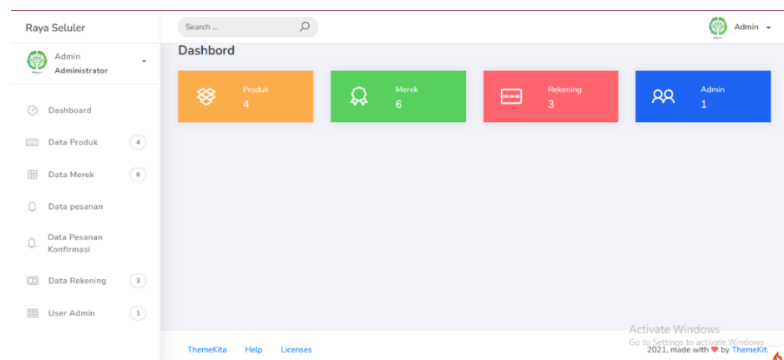 Raya Seluler
Search ...
Admin
Admin
Administrator
Dashboard
Data Produk 4
Data Merek 6
Data pesanan
Data Pesanan
Konfirmasi
Data Rekening 3
User Admin 1
Dashbord
Produk
4
Merek
6
Rekening
3
Admin
1
Activate Windows
Go to Settings to activate Windows.
ThemeKita Help Licenses
2021, made with by ThemeKit